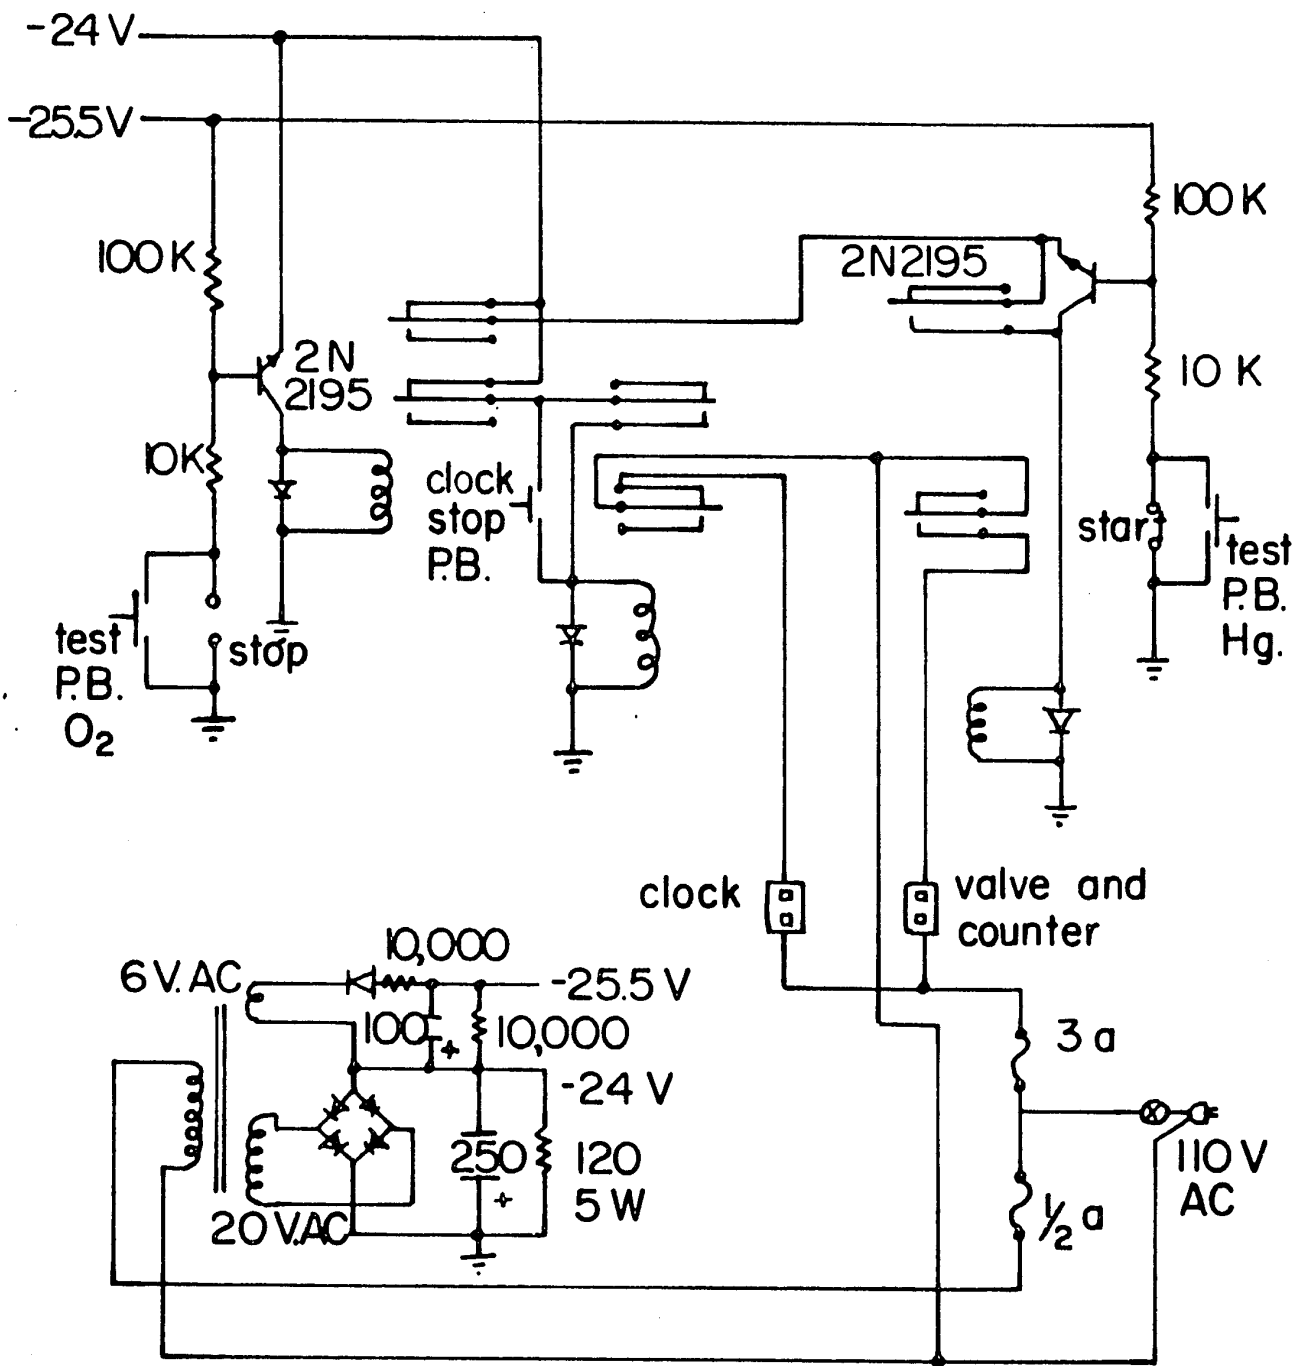 -24 V
-25.5 V
100 K
2N2195
100 K
2N
2195
10 K
10K
clock
stop
P.B.
start
test
P.B.
Hg.
test
P.B.
O2
stop
clock
valve and
counter
10,000
6 V. AC
-25.5 V
100
+
10,000
3 a
-24 V
250
+
120
5 W
110 V
AC
20 V.AC
1/2 a